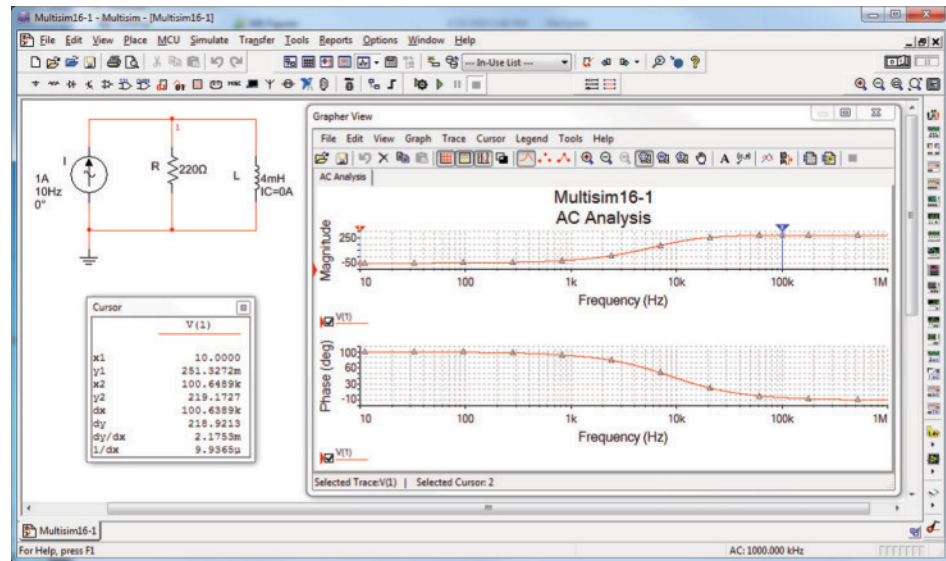 Multisim16-1 - Multisim - [Multisim16-1]
File Edit View Place MCU Simulate Transfer Tools Reports Options Window Help
--- In-Use List ---
I
1A
10Hz
0°
1
R
220Ω
L
4mH
IC=0A
Cursor
V(1)
x1 10.0000
y1 251.3272m
x2 100.6489k
y2 219.1727
dx 100.6389k
dy 218.9213
dy/dx 2.1753m
1/dx 9.9365µ
Grapher View
File Edit View Graph Trace Cursor Legend Tools Help
AC Analysis
Multisim16-1
AC Analysis
Magnitude
250
-50
10 100 1k 10k 100k 1M
Frequency (Hz)
V(1)
Phase (deg)
100
60
30
-10
10 100 1k 10k 100k 1M
Frequency (Hz)
V(1)
Selected Trace:V(1) | Selected Cursor: 2
Multisim16-1
For Help, press F1
AC: 1000.000 kHz